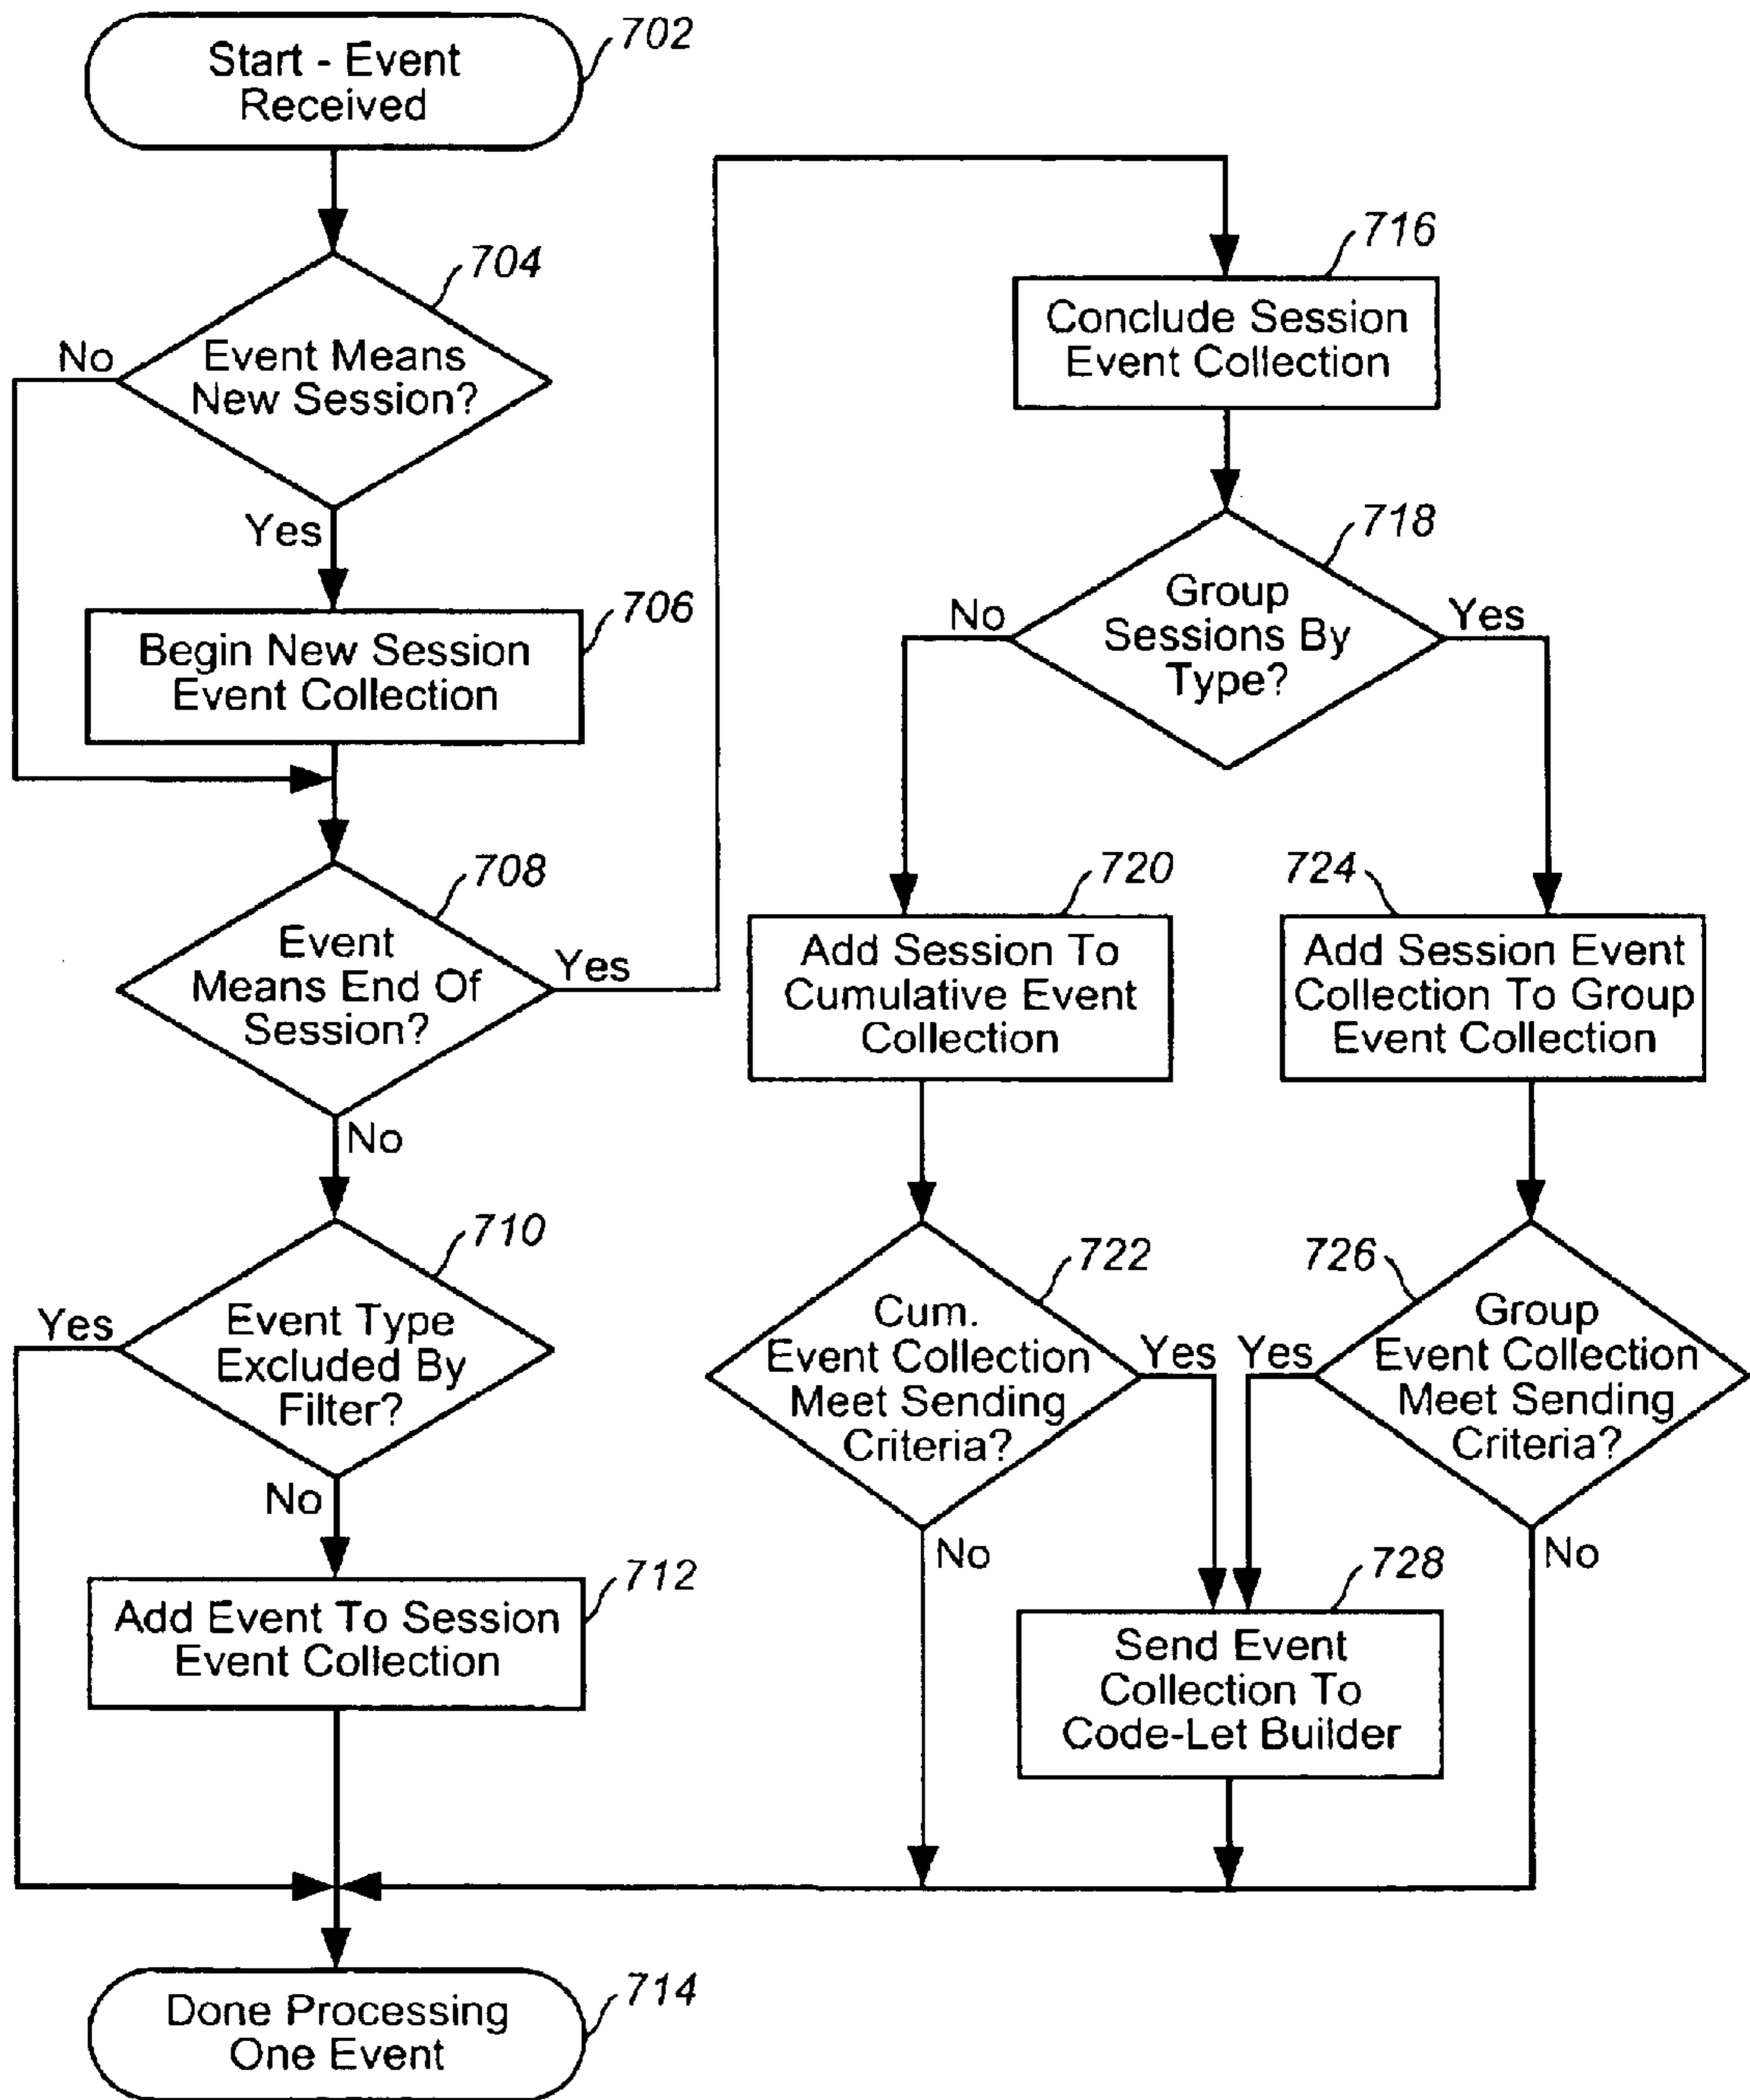 Start - Event
Received
702
704
Event Means
New Session?
No
Yes
Begin New Session
Event Collection
706
708
Event
Means End Of
Session?
Yes
No
710
Event Type
Excluded By
Filter?
Yes
No
Add Event To Session
Event Collection
712
Done Processing
One Event
714
716
Conclude Session
Event Collection
718
Group
Sessions By
Type?
No
Yes
720
Add Session To
Cumulative Event
Collection
724
Add Session Event
Collection To Group
Event Collection
722
Cum.
Event Collection
Meet Sending
Criteria?
Yes
No
726
Group
Event Collection
Meet Sending
Criteria?
Yes
No
728
Send Event
Collection To
Code-Let Builder